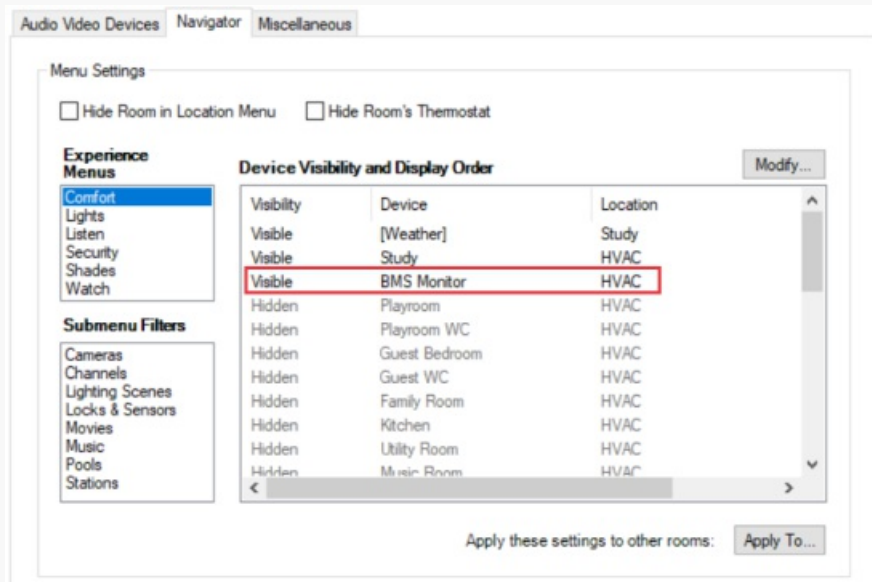 Audio Video Devices Navigator Miscellaneous
Menu Settings
Hide Room in Location Menu Hide Room's Thermostat
Experience
Menus
Comfort
Lights
Listen
Security
Shades
Watch
Submenu Filters
Cameras
Channels
Lighting Scenes
Locks & Sensors
Movies
Music
Pools
Stations
Device Visibility and Display Order Modify...
Visibility Device Location
Visible [Weather] Study
Visible Study HVAC
Visible BMS Monitor HVAC
Hidden Playroom HVAC
Hidden Playroom WC HVAC
Hidden Guest Bedroom HVAC
Hidden Guest WC HVAC
Hidden Family Room HVAC
Hidden Kitchen HVAC
Hidden Utility Room HVAC
Hidden Music Room HVAC
Apply these settings to other rooms: Apply To...